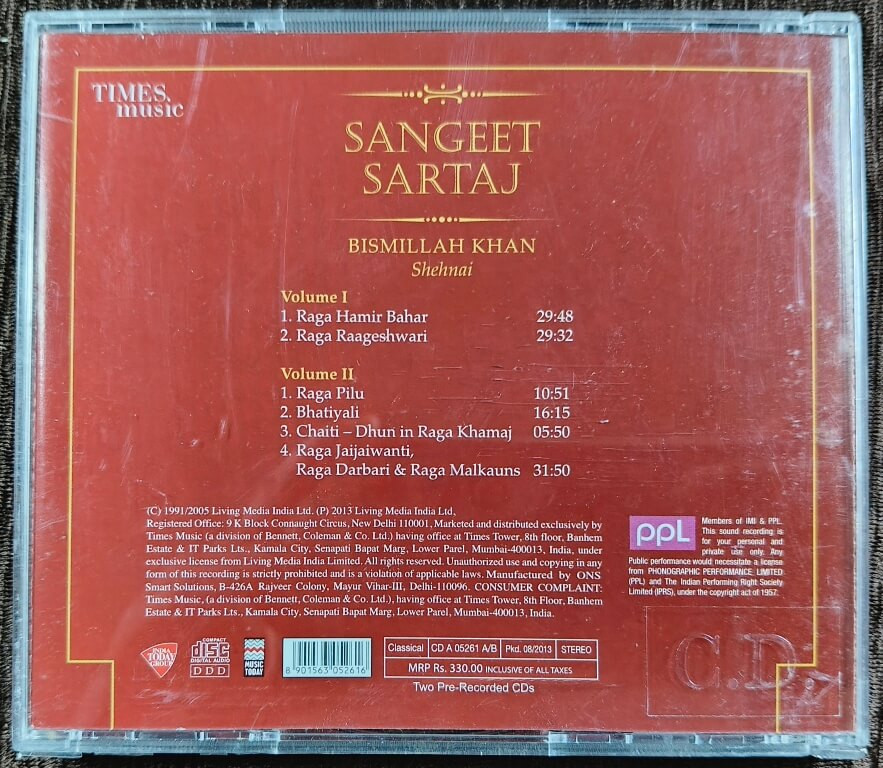 TIMES
music
SANGEET
SARTAJ
BISMILLAH KHAN
Shehnai
Volume I
1. Raga Hamir Bahar 29:48
2. Raga Raageshwari 29:32
Volume II
1. Raga Pilu 10:51
2. Bhatiyali 16:15
3. Chaiti – Dhun in Raga Khamaj 05:50
4. Raga Jaijaiwanti,
Raga Darbari & Raga Malkauns 31:50
(C) 1991/2005 Living Media India Ltd. (P) 2013 Living Media India Ltd,
Registered Office: 9 K Block Connaught Circus, New Delhi 110001, Marketed and distributed exclusively by
Times Music (a division of Bennett, Coleman & Co. Ltd.) having office at Times Tower, 8th floor, Banhem
Estate & IT Parks Lts., Kamala City, Senapati Bapat Marg, Lower Parel, Mumbai-400013, India, under
exclusive license from Living Media India Limited. All rights reserved. Unauthorized use and copying in any
form of this recording is strictly prohibited and is a violation of applicable laws. Manufactured by ONS
Smart Solutions, B-426A Rajveer Colony, Mayur Vihar-III, Delhi-110096. CONSUMER COMPLAINT:
Times Music, (a division of Bennett, Coleman & Co. Ltd.) having office at Times Tower, 8th Floor, Banhem
Estate & IT Parks Lts., Kamala City, Senapati Bapat Marg, Lower Parel, Mumbai-400013, India.
ppL
Members of IMI & PPL.
This sound recording is
for your personal and
private use only. Any
Public performance would necessitate a license
from PHONOGRAPHIC PERFORMANCE LIMITED
(PPL) and The Indian Performing Right Society
Limited (IPRS), under the copyright act of 1957.
INDIA
TODAY
GROUP
COMPACT
disc
DIGITAL AUDIO
DDD
MUSIC
TODAY
8 901563 052616
Classical CD A 05261 A/B Pkd. 08/2013 STEREO
MRP Rs. 330.00 INCLUSIVE OF ALL TAXES
Two Pre-Recorded CDs
C.D.7